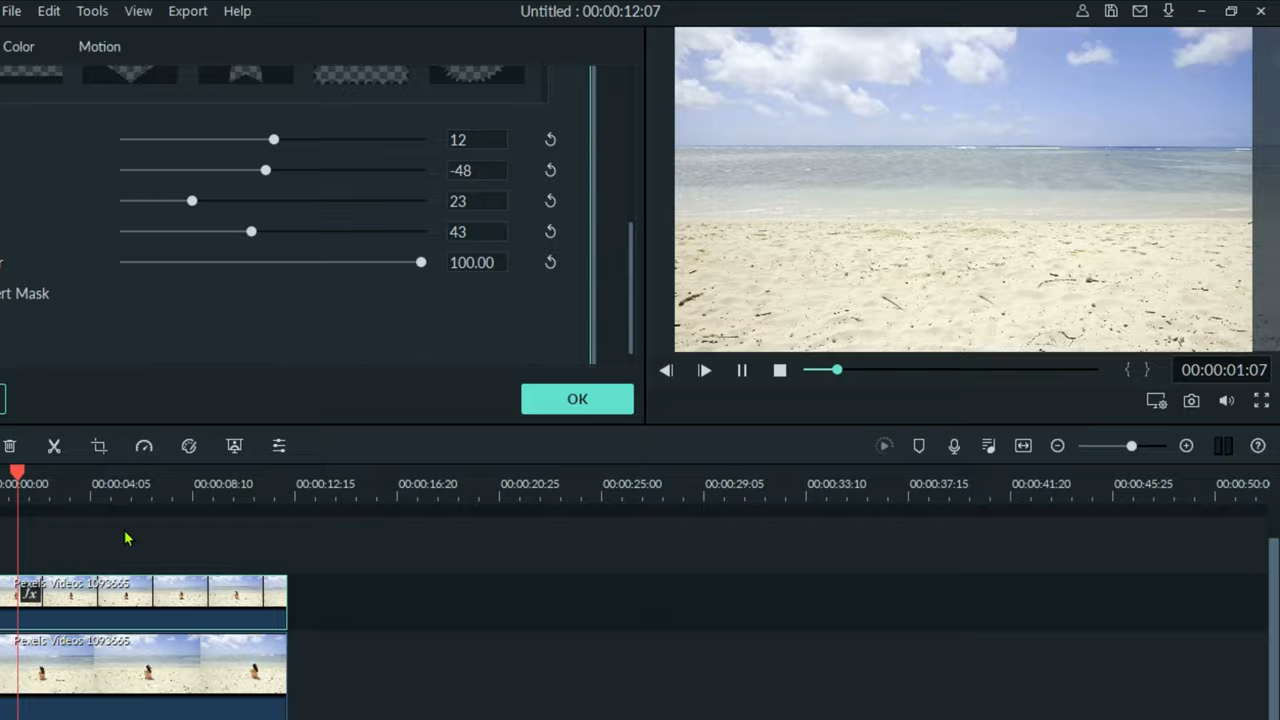 File Edit Tools View Export Help Untitled : 00:00:12:07
Color Motion
12
-48
23
43
r 100.00
ert Mask
OK
00:00:01:07
0:00:00:00 00:00:04:05 00:00:08:10 00:00:12:15 00:00:16:20 00:00:20:25 00:00:25:00 00:00:29:05 00:00:33:10 00:00:37:15 00:00:41:20 00:00:45:25 00:00:50:0
Pexels Videos 1093665
fx
Pexels Videos 1093665